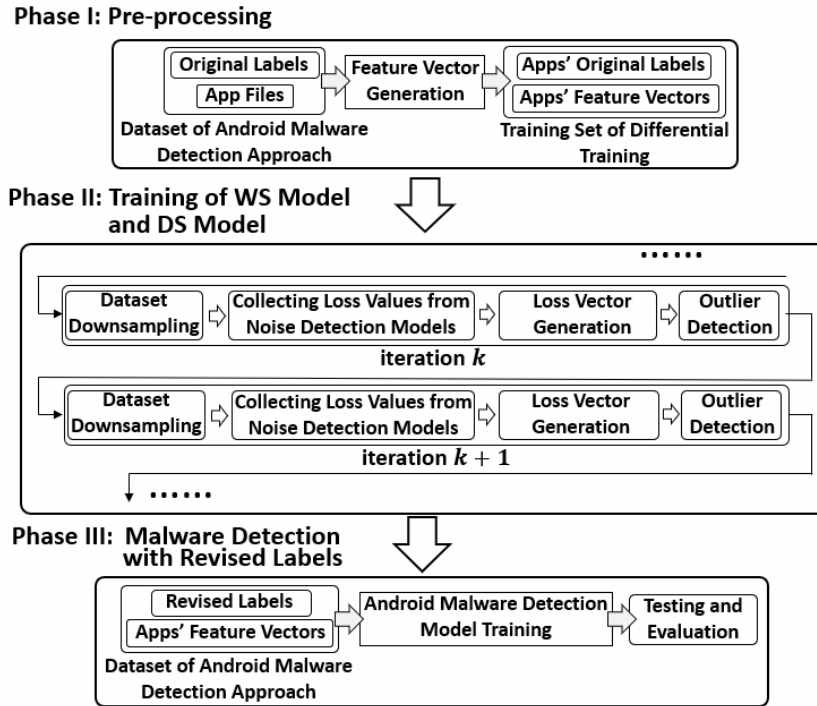 Phase I: Pre-processing
Original Labels
App Files
Dataset of Android Malware
Detection Approach
Feature Vector
Generation
Apps' Original Labels
Apps' Feature Vectors
Training Set of Differential
Training
Phase II: Training of WS Model
and DS Model
......
Dataset
Downsampling
Collecting Loss Values from
Noise Detection Models
Loss Vector
Generation
Outlier
Detection
iteration k
Dataset
Downsampling
Collecting Loss Values from
Noise Detection Models
Loss Vector
Generation
Outlier
Detection
iteration k + 1
......
Phase III: Malware Detection
with Revised Labels
Revised Labels
Apps' Feature Vectors
Dataset of Android Malware
Detection Approach
Android Malware Detection
Model Training
Testing and
Evaluation